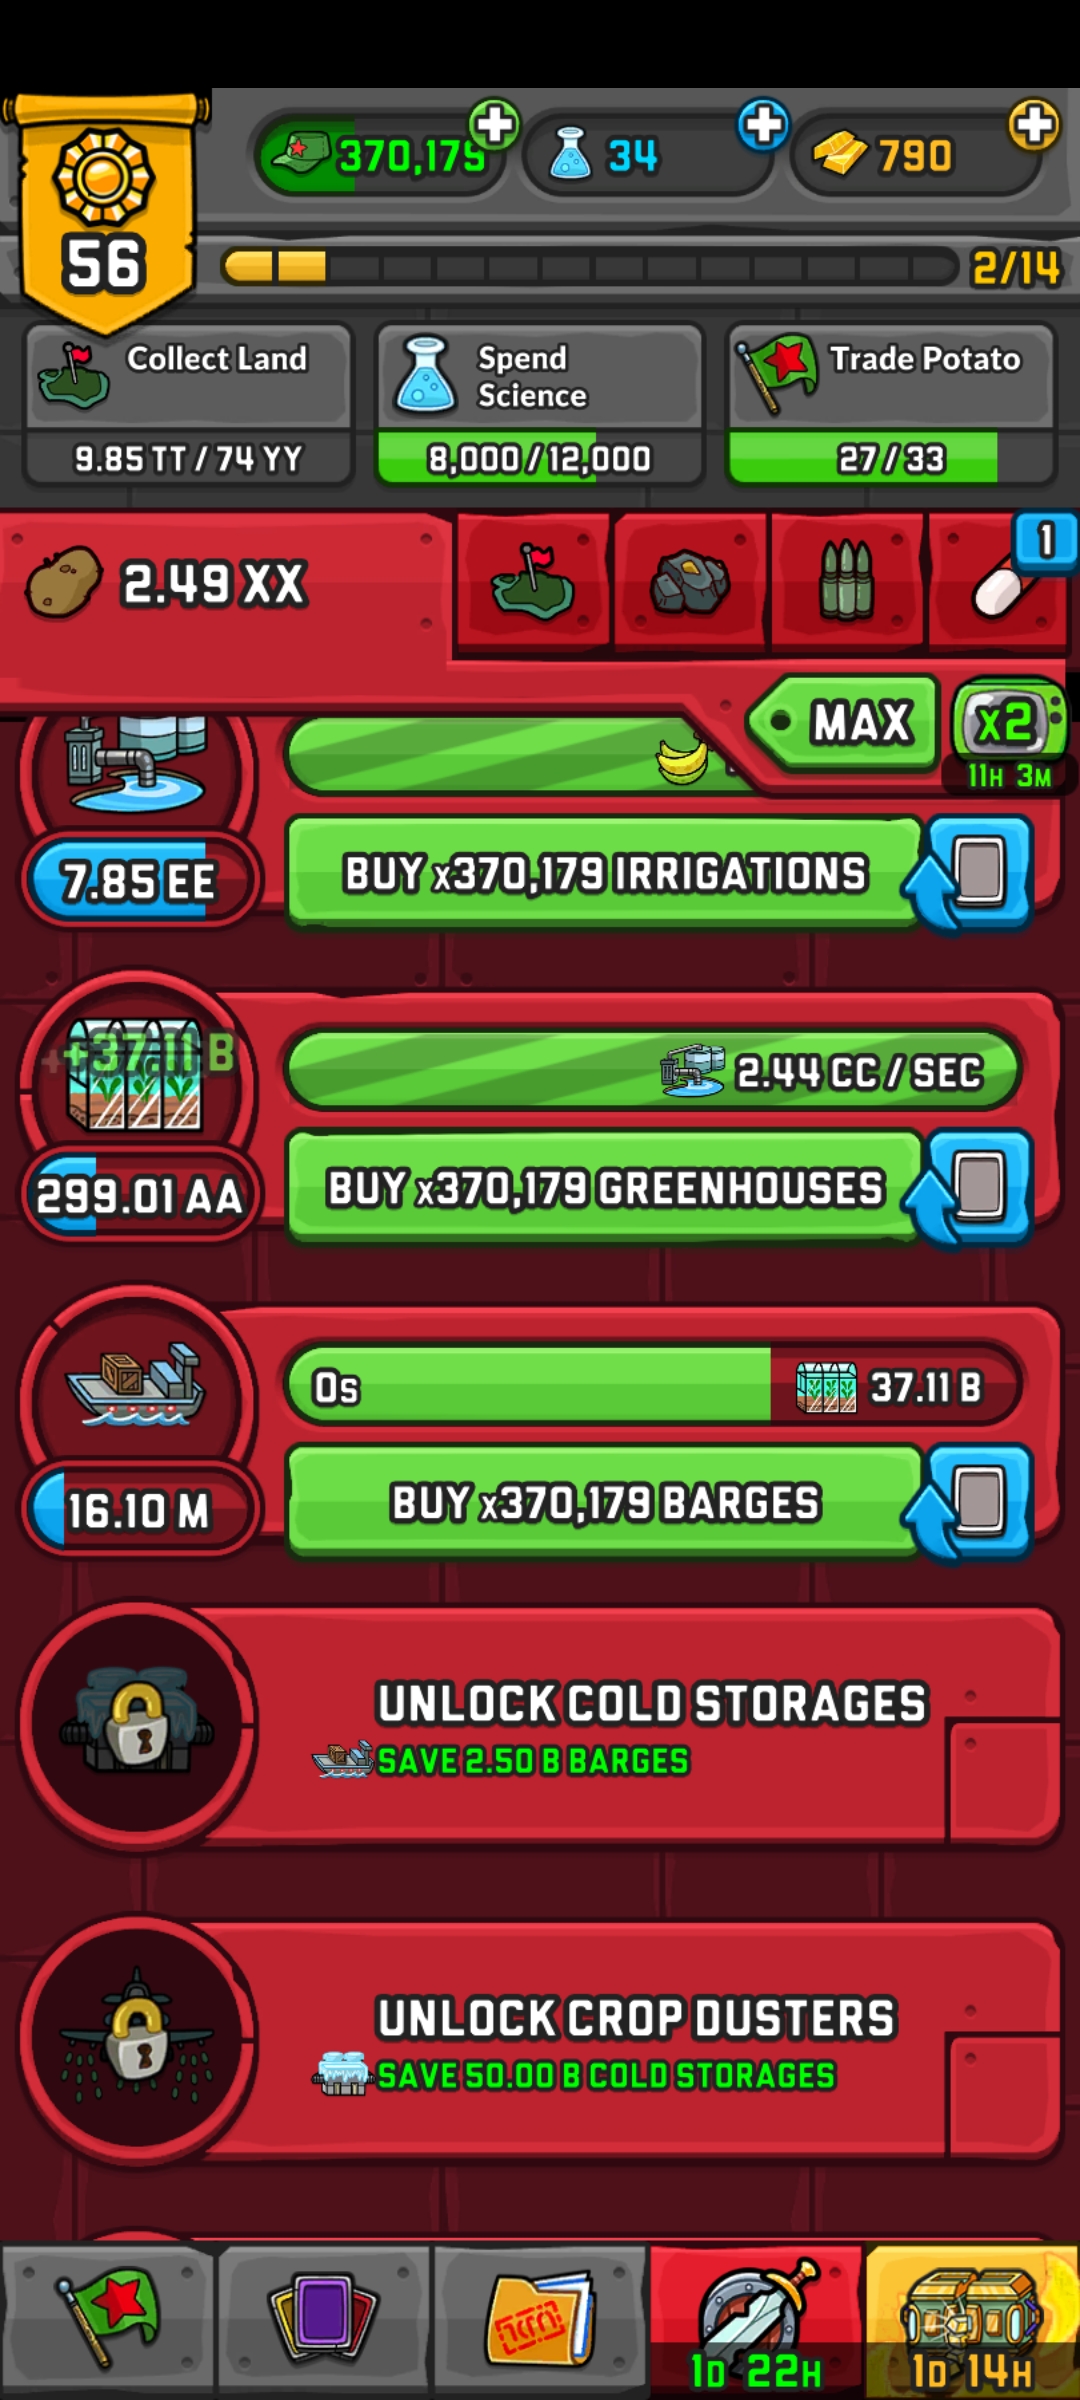 370,179
34
790
56
2/14
Collect Land
Spend
Science
Trade Potato
9.85 TT / 74 YY
8,000 / 12,000
27 / 33
2.49 XX
1
MAX
x2
11H 3M
7.85 EE
BUY x370,179 IRRIGATIONS
+37.11 B
2.44 CC / SEC
299.01 AA
BUY x370,179 GREENHOUSES
0s
37.11 B
16.10 M
BUY x370,179 BARGES
UNLOCK COLD STORAGES
SAVE 2.50 B BARGES
UNLOCK CROP DUSTERS
SAVE 50.00 B COLD STORAGES
1D 22H
1D 14H